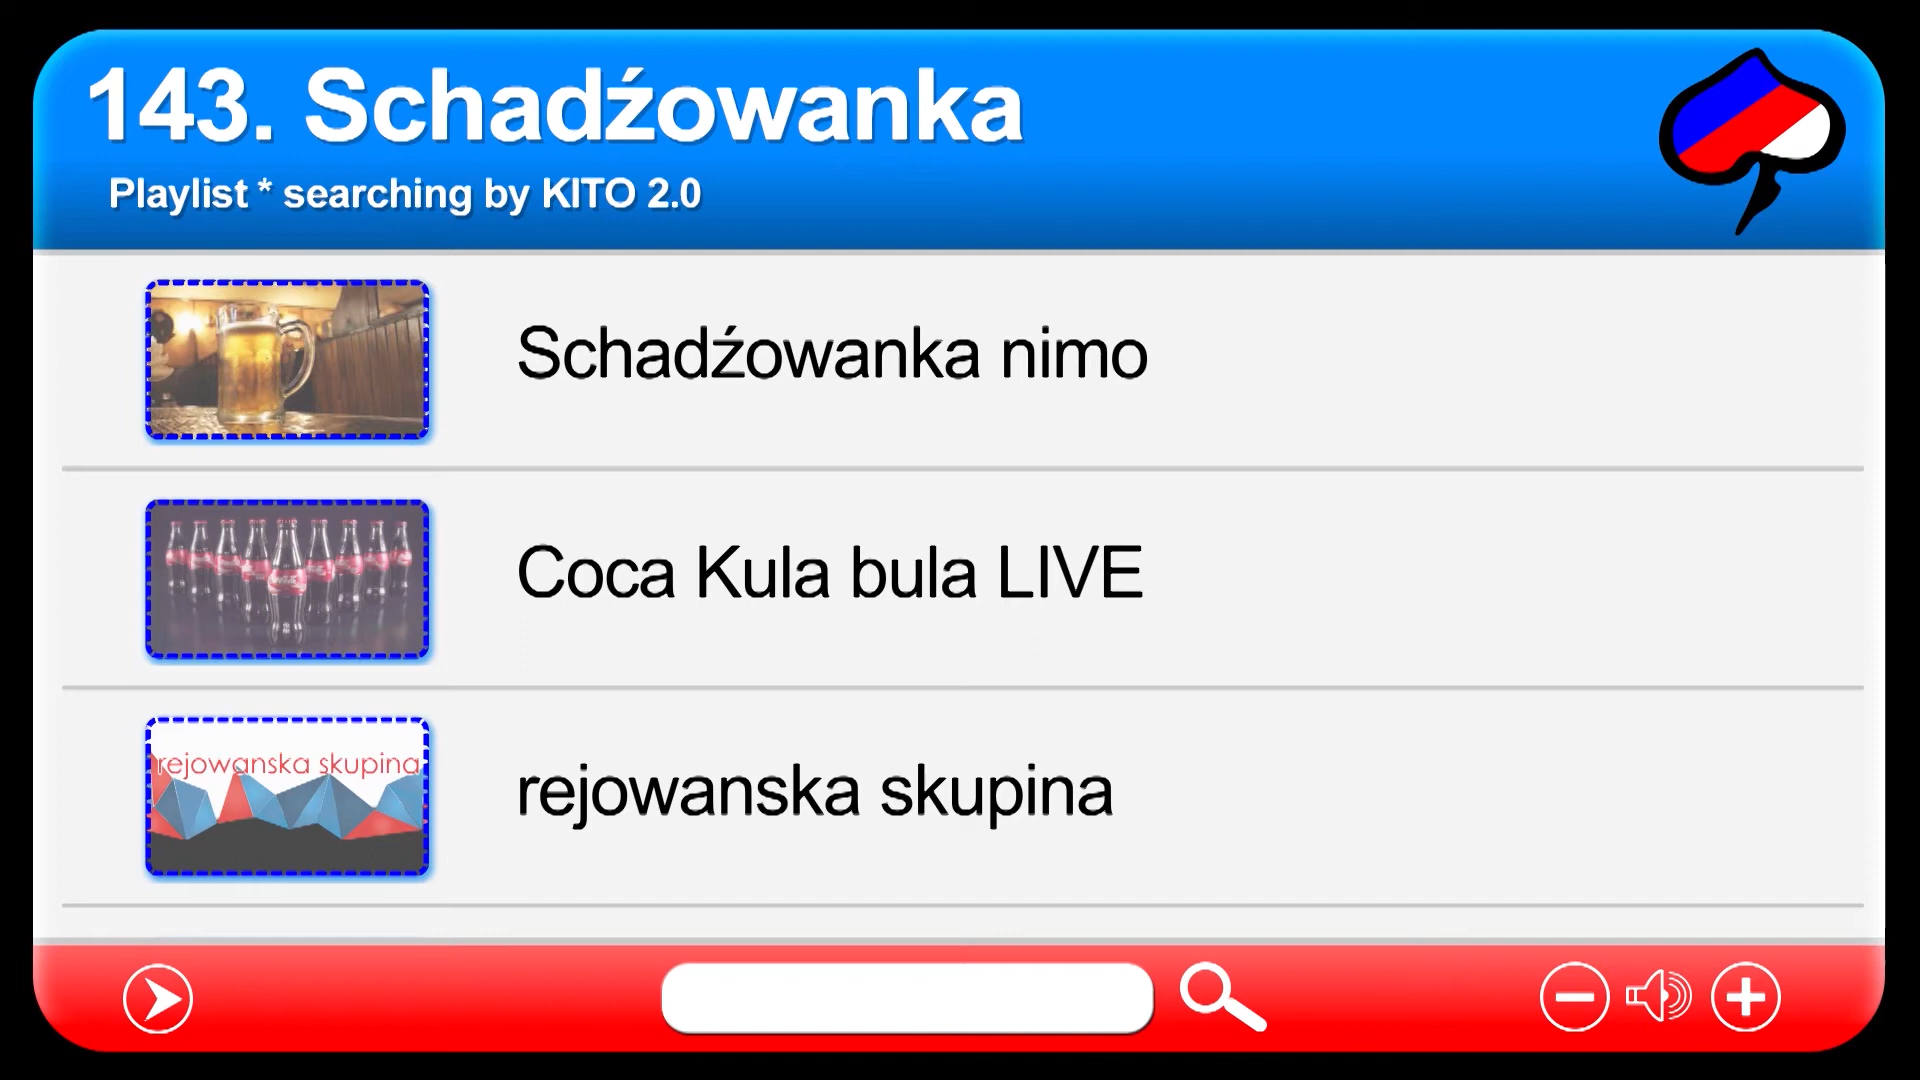 143. Schadźowanka
Playlist * searching by KITO 2.0
Schadźowanka nimo
Coca Kula bula LIVE
rejowanska skupina
rejowanska skupina